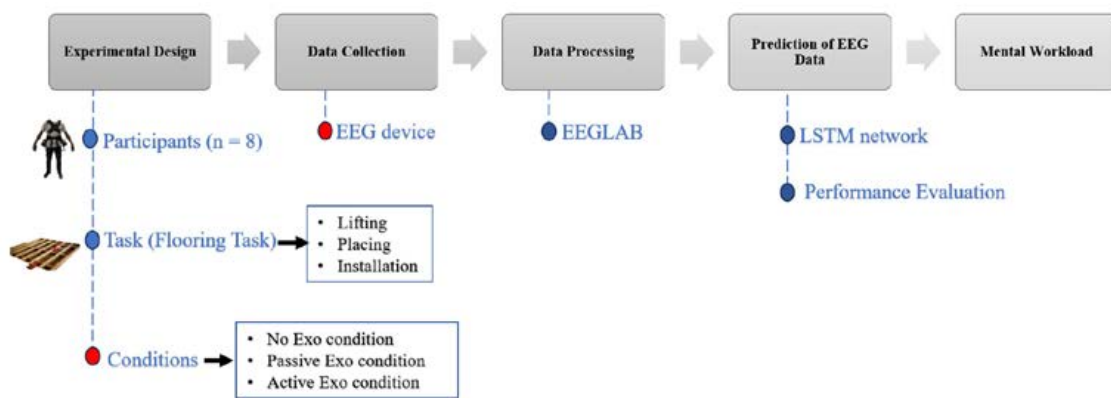 Experimental Design
Data Collection
Data Processing
Prediction of EEG
Data
Mental Workload
Participants (n = 8)
EEG device
EEGLAB
LSTM network
Performance Evaluation
Task (Flooring Task)
• Lifting
• Placing
• Installation
Conditions
• No Exo condition
• Passive Exo condition
• Active Exo condition